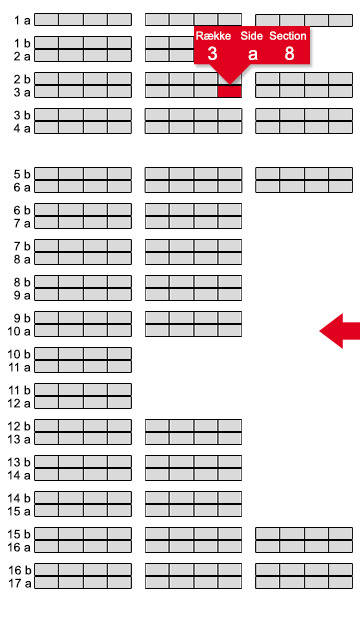 1 a
1 b
2 a
Række Side Section
3 a 8
2 b
3 a
3 b
4 a
5 b
6 a
6 b
7 a
7 b
8 a
8 b
9 a
9 b
10 a
10 b
11 a
11 b
12 a
12 b
13 a
13 b
14 a
14 b
15 a
15 b
16 a
16 b
17 a